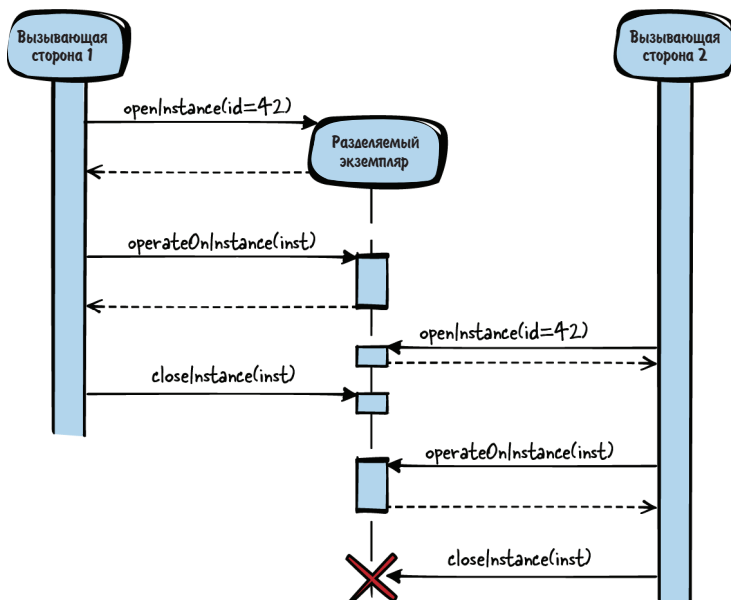 Вызывающая
сторона 1
Вызывающая
сторона 2
openInstance(id=42)
Разделяемый
экземпляр
operateOnInstance(inst)
openInstance(id=42)
closeInstance(inst)
operateOnInstance(inst)
closeInstance(inst)